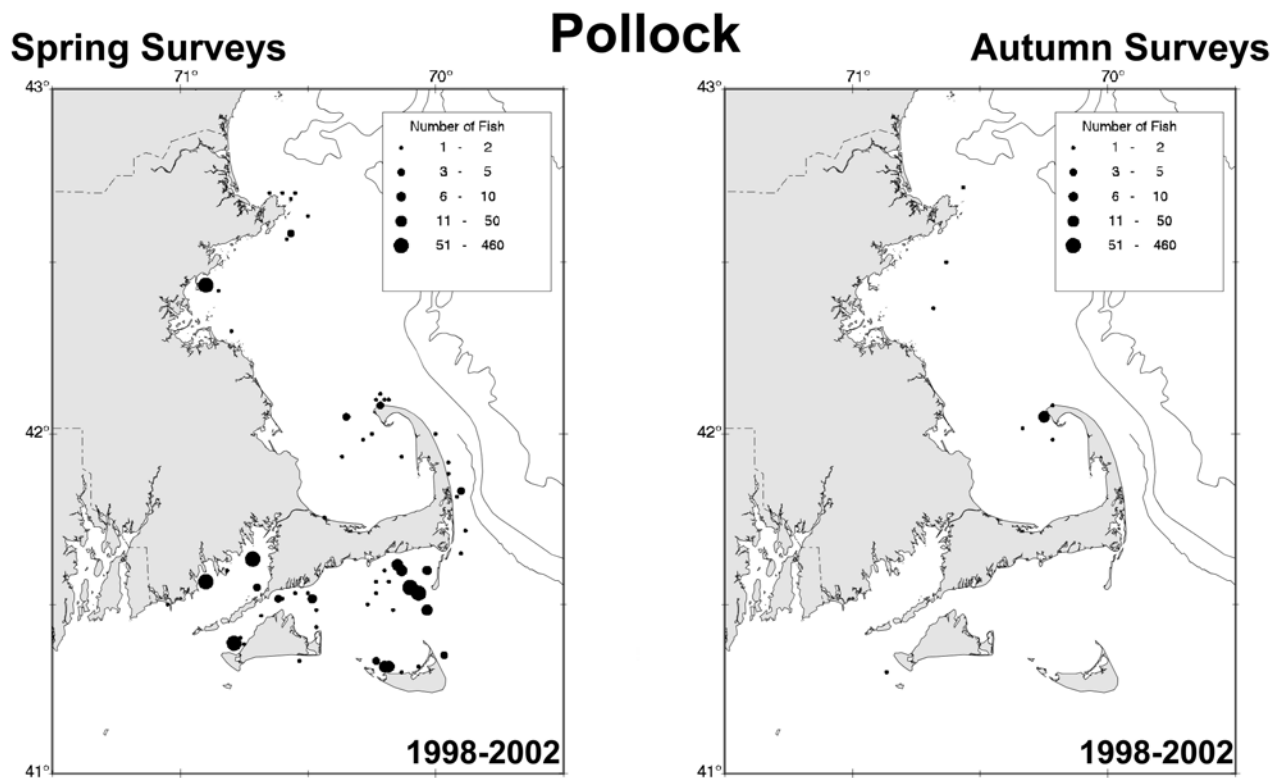 Pollock
Spring Surveys
71°
70°
43°
Number of Fish
1 - 2
3 - 5
6 - 10
11 - 50
51 - 460
42°
41°
1998-2002
Autumn Surveys
71°
70°
43°
Number of Fish
1 - 2
3 - 5
6 - 10
11 - 50
51 - 460
42°
41°
1998-2002